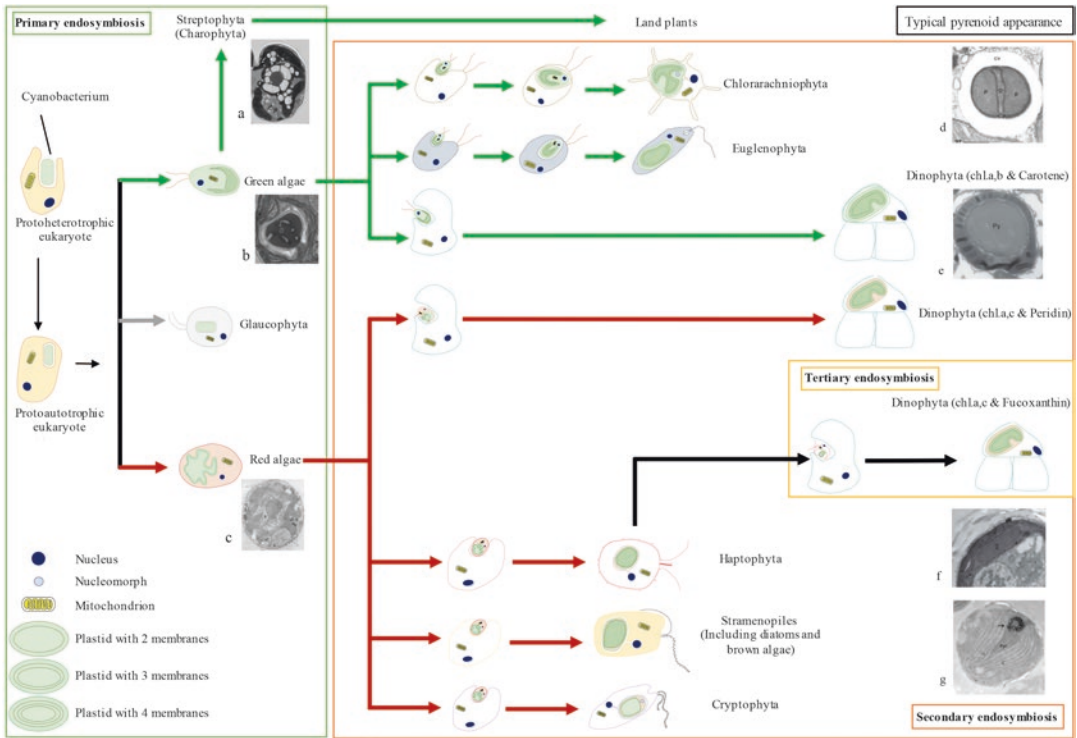 Primary endosymbiosis
Streptophyta
(Charophyta)
Land plants
Typical pyrenoid appearance
Cyanobacterium
a
Chlorarachniophyta
d
Euglenophyta
Green algae
Protoheterotrophic
eukaryote
b
Dinophyta (chl.a,b & Carotene)
e
Glaucophyta
Dinophyta (chl.a,c & Peridin)
Protoautotrophic
eukaryote
Tertiary endosymbiosis
Dinophyta (chl.a,c & Fucoxanthin)
Red algae
c
Haptophyta
f
Nucleus
Nucleomorph
Mitochondrion
Stramenopiles
(Including diatoms and
brown algae)
Plastid with 2 membranes
Plastid with 3 membranes
g
Cryptophyta
Plastid with 4 membranes
Secondary endosymbiosis